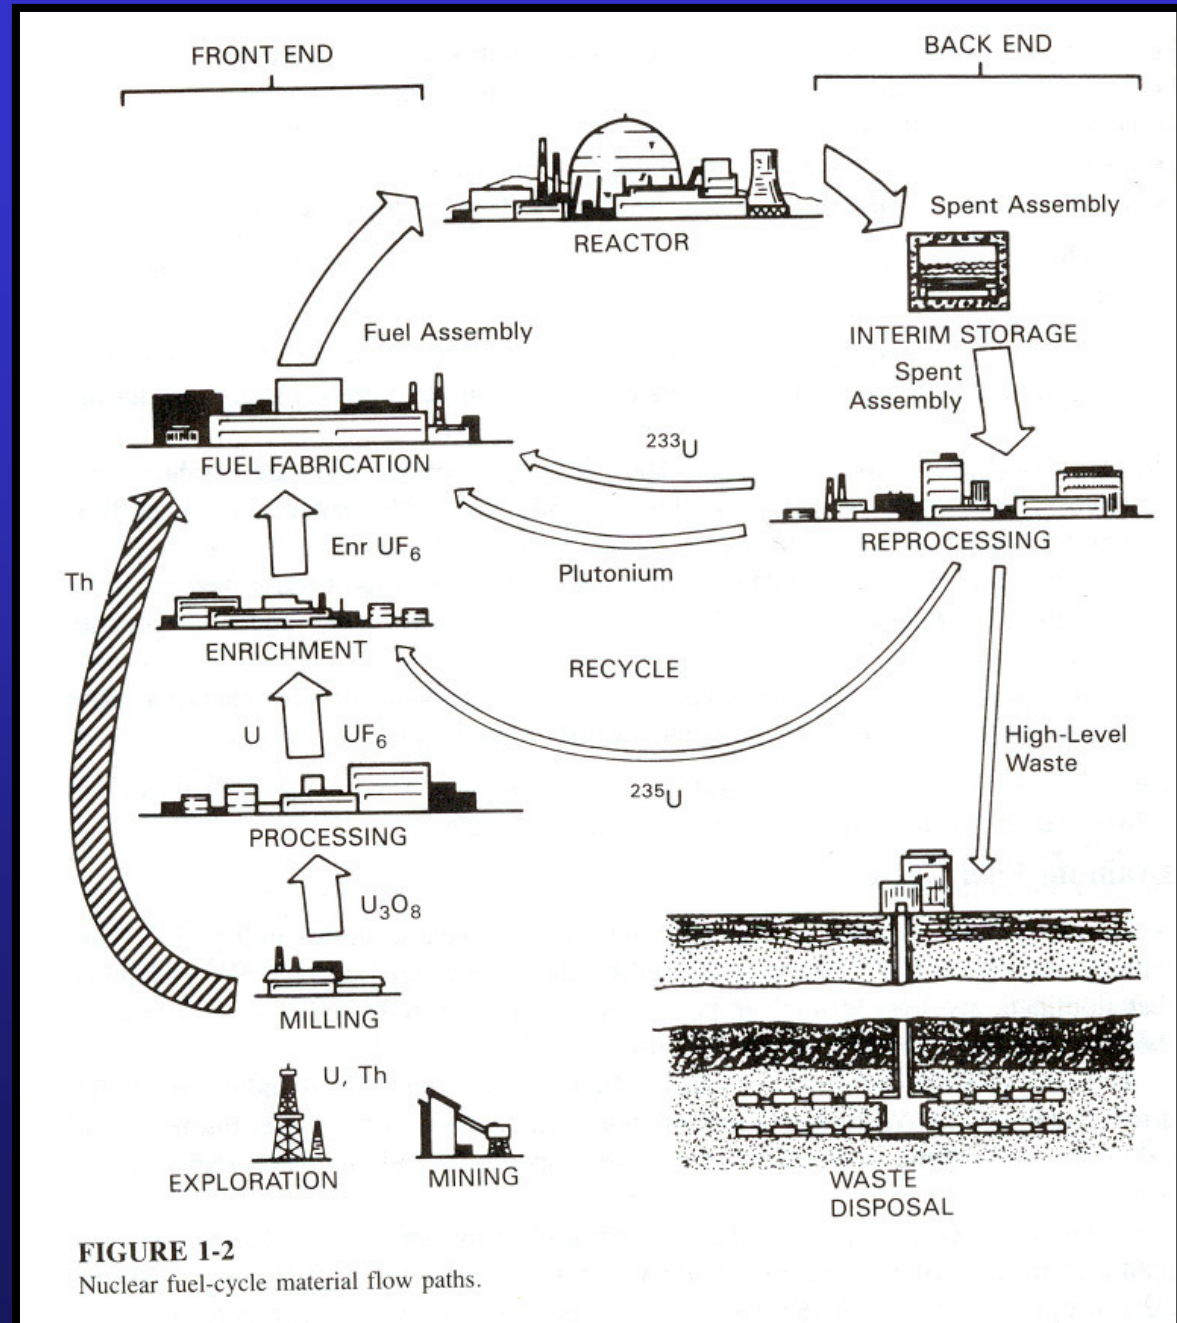 FRONT END
BACK END
REACTOR
Spent Assembly
INTERIM STORAGE
Fuel Assembly
Spent
Assembly
FUEL FABRICATION
²³³U
REPROCESSING
Plutonium
Enr UF₆
Th
ENRICHMENT
RECYCLE
U UF₆
High-Level
Waste
²³⁵U
PROCESSING
U₃O₈
MILLING
U, Th
EXPLORATION
MINING
WASTE
DISPOSAL
FIGURE 1-2
Nuclear fuel-cycle material flow paths.